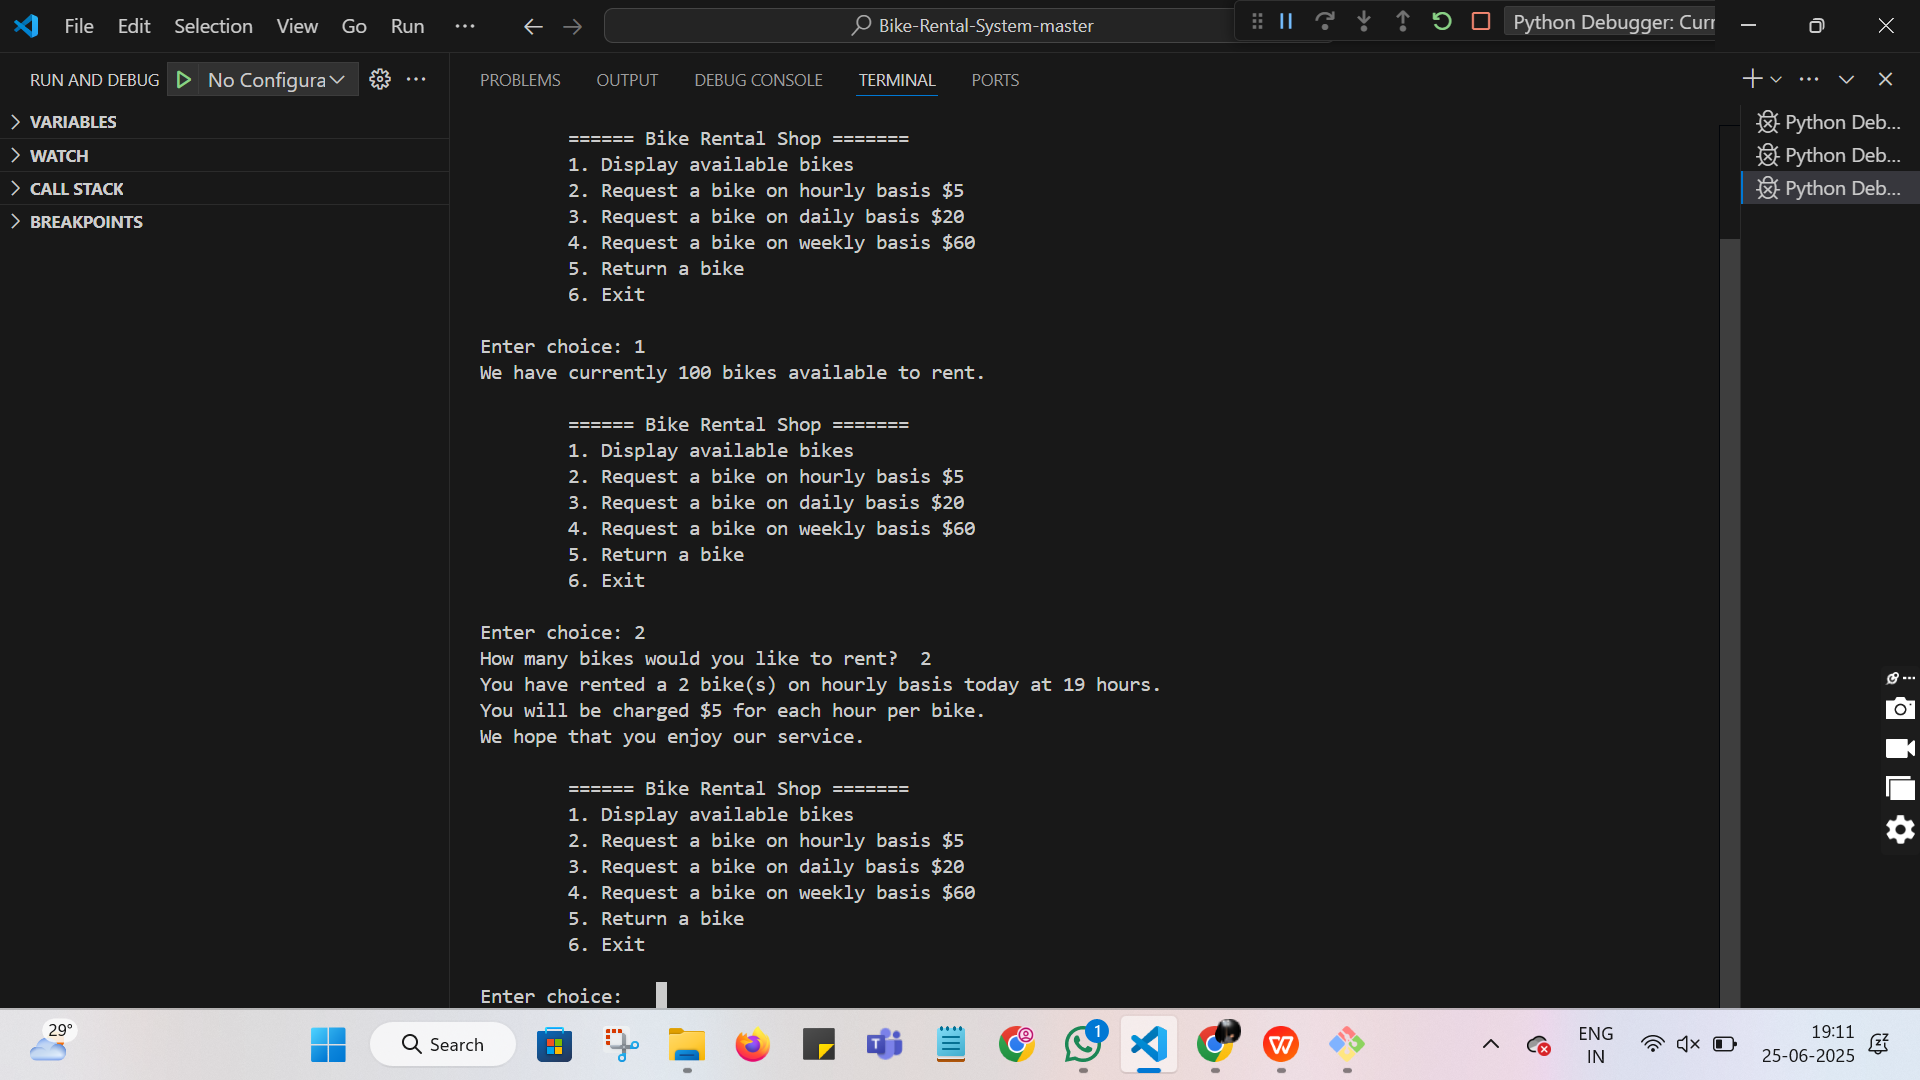 File Edit Selection View Go Run ··· Bike-Rental-System-master Python Debugger: Curr
RUN AND DEBUG No Configura
VARIABLES
WATCH
CALL STACK
BREAKPOINTS
PROBLEMS OUTPUT DEBUG CONSOLE TERMINAL PORTS
Python Deb...
Python Deb...
Python Deb...
====== Bike Rental Shop =======
1. Display available bikes
2. Request a bike on hourly basis $5
3. Request a bike on daily basis $20
4. Request a bike on weekly basis $60
5. Return a bike
6. Exit
Enter choice: 1
We have currently 100 bikes available to rent.
====== Bike Rental Shop =======
1. Display available bikes
2. Request a bike on hourly basis $5
3. Request a bike on daily basis $20
4. Request a bike on weekly basis $60
5. Return a bike
6. Exit
Enter choice: 2
How many bikes would you like to rent?  2
You have rented a 2 bike(s) on hourly basis today at 19 hours.
You will be charged $5 for each hour per bike.
We hope that you enjoy our service.
====== Bike Rental Shop =======
1. Display available bikes
2. Request a bike on hourly basis $5
3. Request a bike on daily basis $20
4. Request a bike on weekly basis $60
5. Return a bike
6. Exit
Enter choice:
29°
Search
1
ENG
IN
19:11
25-06-2025